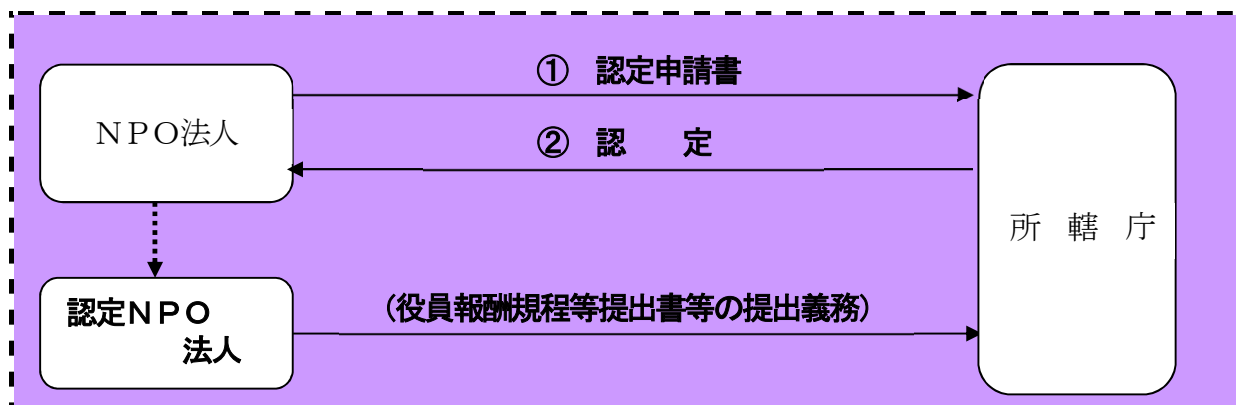 ① 認定申請書
NPO法人
② 認 定
所 轄 庁
認定NPO
法人
(役員報酬規程等提出書等の提出義務)